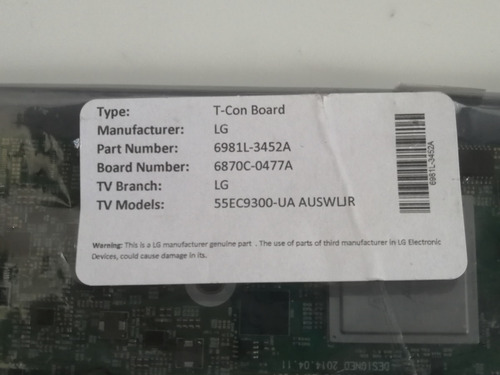 Type: T-Con Board
Manufacturer: LG
Part Number: 6981L-3452A
Board Number: 6870C-0477A
TV Branch: LG
TV Models: 55EC9300-UA AUSWLJR
Warning: This is a LG manufacturer genuine part . The use of parts of third manufacturer in LG Electronic
Devices, could cause damage in its.
6981L-3452A
DESIGNED 2014.04.11